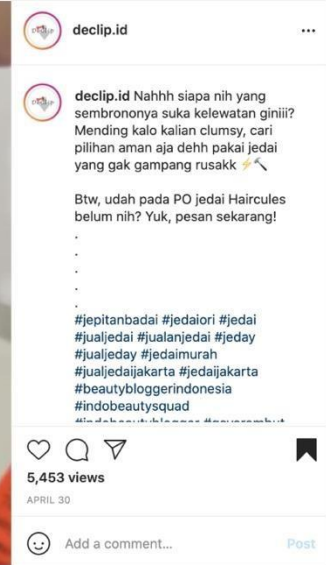 declip.id
declip.id Nahhh siapa nih yang
sembrononya suka kelewatan giniii?
Mending kalo kalian clumsy, cari
pilihan aman aja dehh pakai jedai
yang gak gampang rusakk ⚡🔨
Btw, udah pada PO jedai Haircules
belum nih? Yuk, pesan sekarang!
.
.
.
.
.
#jepitanbadai #jedaiori #jedai
#jualjedai #jualanjedai #jeday
#jualjeday #jedaimurah
#jualjedaijakarta #jedaijakarta
#beautybloggerindonesia
#indobeautysquad
5,453 views
APRIL 30
Add a comment...
Post